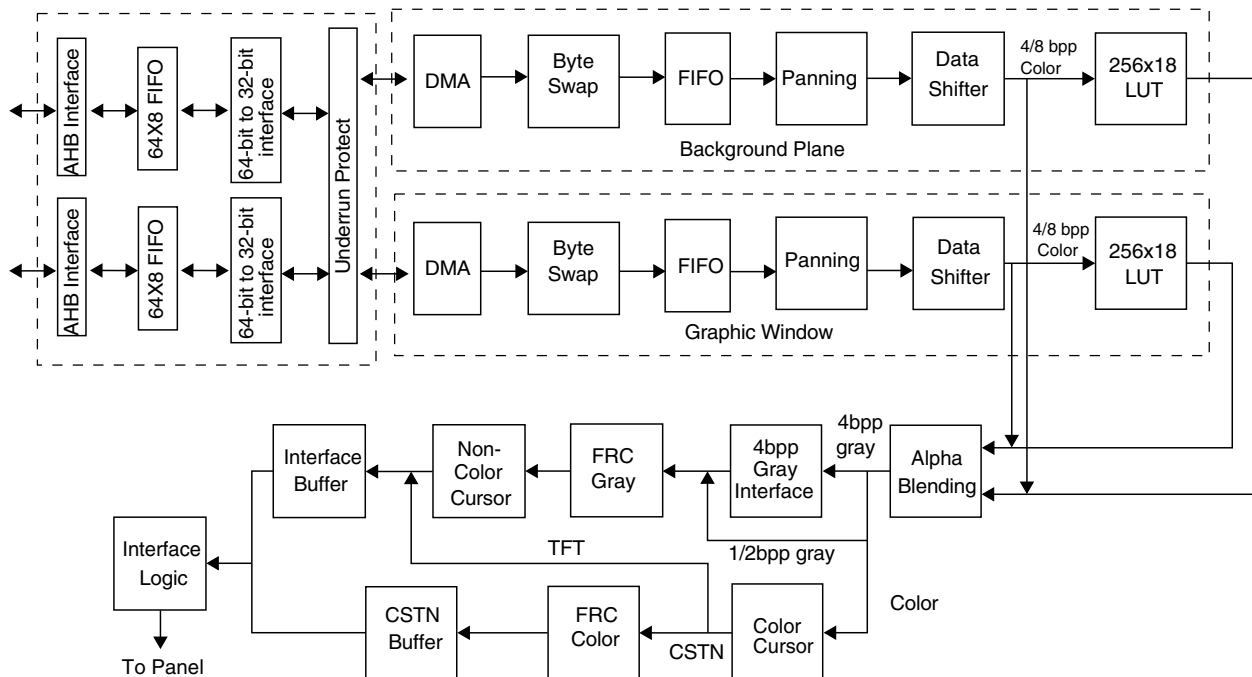 AHB Interface
64X8 FIFO
64-bit to 32-bit
interface
AHB Interface
64X8 FIFO
64-bit to 32-bit
interface
Underrun Protect
DMA
Byte
Swap
FIFO
Panning
Data
Shifter
4/8 bpp
Color
256x18
LUT
Background Plane
DMA
Byte
Swap
FIFO
Panning
Data
Shifter
4/8 bpp
Color
256x18
LUT
Graphic Window
Interface
Buffer
Non-
Color
Cursor
FRC
Gray
4bpp
Gray
Interface
4bpp
gray
Alpha
Blending
1/2bpp gray
TFT
Interface
Logic
To Panel
CSTN
Buffer
FRC
Color
CSTN
Color
Cursor
Color